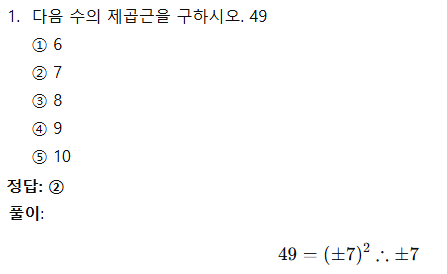 1. 다음 수의 제곱근을 구하시오. 49
① 6
② 7
③ 8
④ 9
⑤ 10
정답: ②
풀이:
49 = (±7)² ∴ ±7